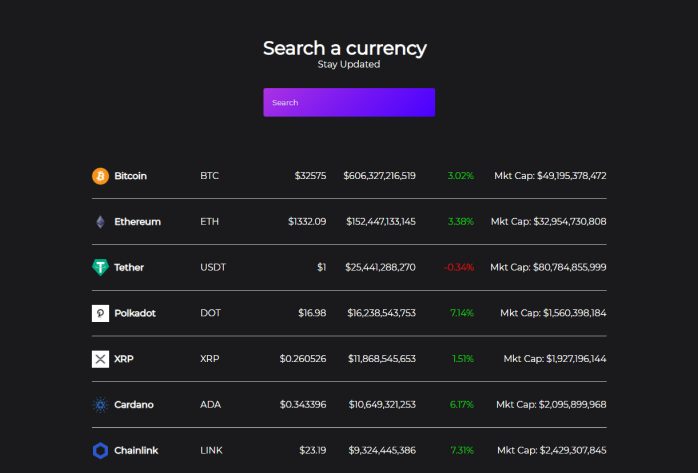 Search a currency
Stay Updated
Search
Bitcoin BTC $32575 $606,327,216,519 3.02% Mkt Cap: $49,195,378,472
Ethereum ETH $1332.09 $152,447,133,145 3.38% Mkt Cap: $32,954,730,808
Tether USDT $1 $25,441,288,270 -0.34% Mkt Cap: $80,784,855,999
Polkadot DOT $16.98 $16,238,543,753 7.14% Mkt Cap: $1,560,398,184
XRP XRP $0.260526 $11,868,545,653 1.51% Mkt Cap: $1,927,196,144
Cardano ADA $0.343396 $10,649,321,253 6.17% Mkt Cap: $2,095,899,968
Chainlink LINK $23.19 $9,324,445,386 7.31% Mkt Cap: $2,429,307,845